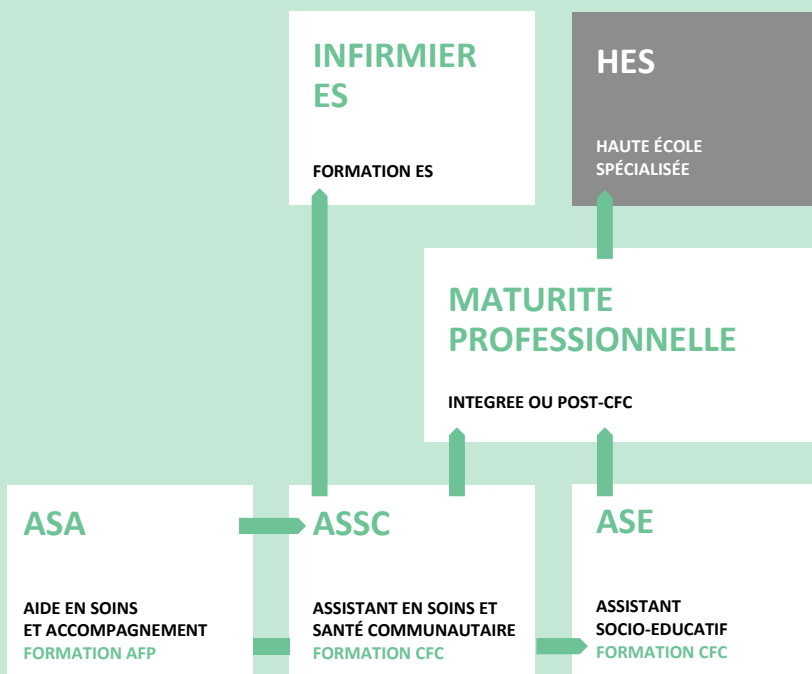 INFIRMIER
ES
FORMATION ES
HES
HAUTE ÉCOLE
SPÉCIALISÉE
MATURITE
PROFESSIONNELLE
INTEGREE OU POST-CFC
ASA
AIDE EN SOINS
ET ACCOMPAGNEMENT
FORMATION AFP
ASSC
ASSISTANT EN SOINS ET
SANTÉ COMMUNAUTAIRE
FORMATION CFC
ASE
ASSISTANT
SOCIO-EDUCATIF
FORMATION CFC